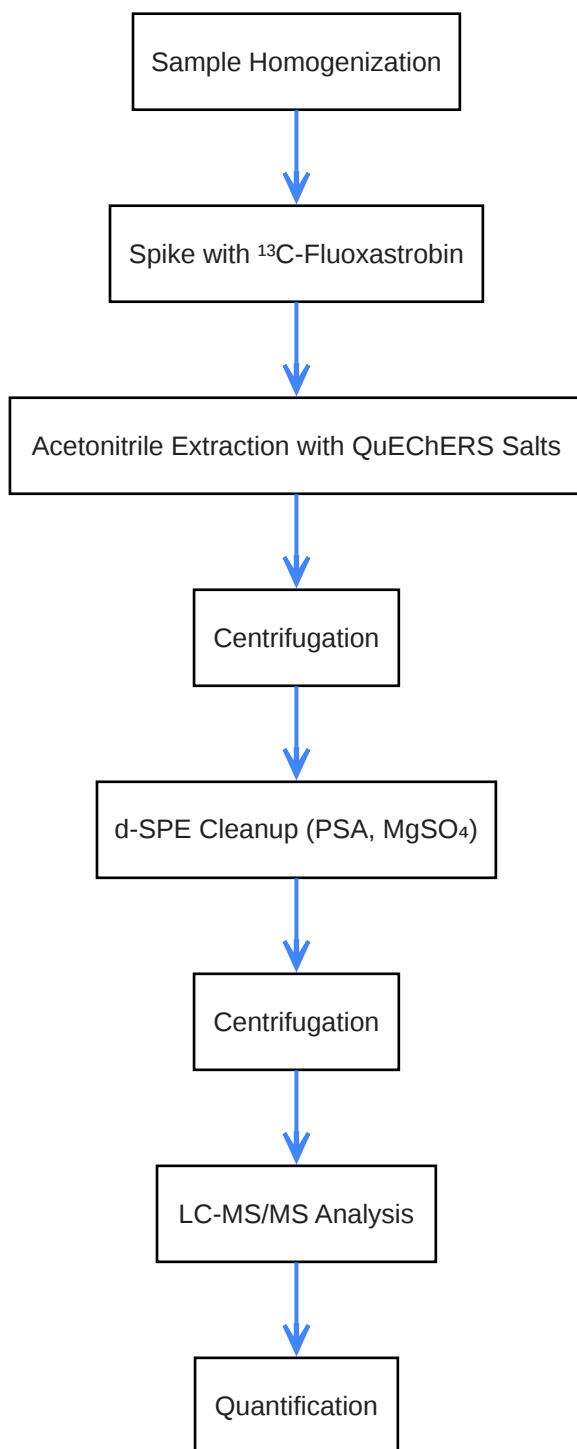 Sample Homogenization
Spike with ¹³C-Fluoxastrobin
Acetonitrile Extraction with QuEChERS Salts
Centrifugation
d-SPE Cleanup (PSA, MgSO₄)
Centrifugation
LC-MS/MS Analysis
Quantification